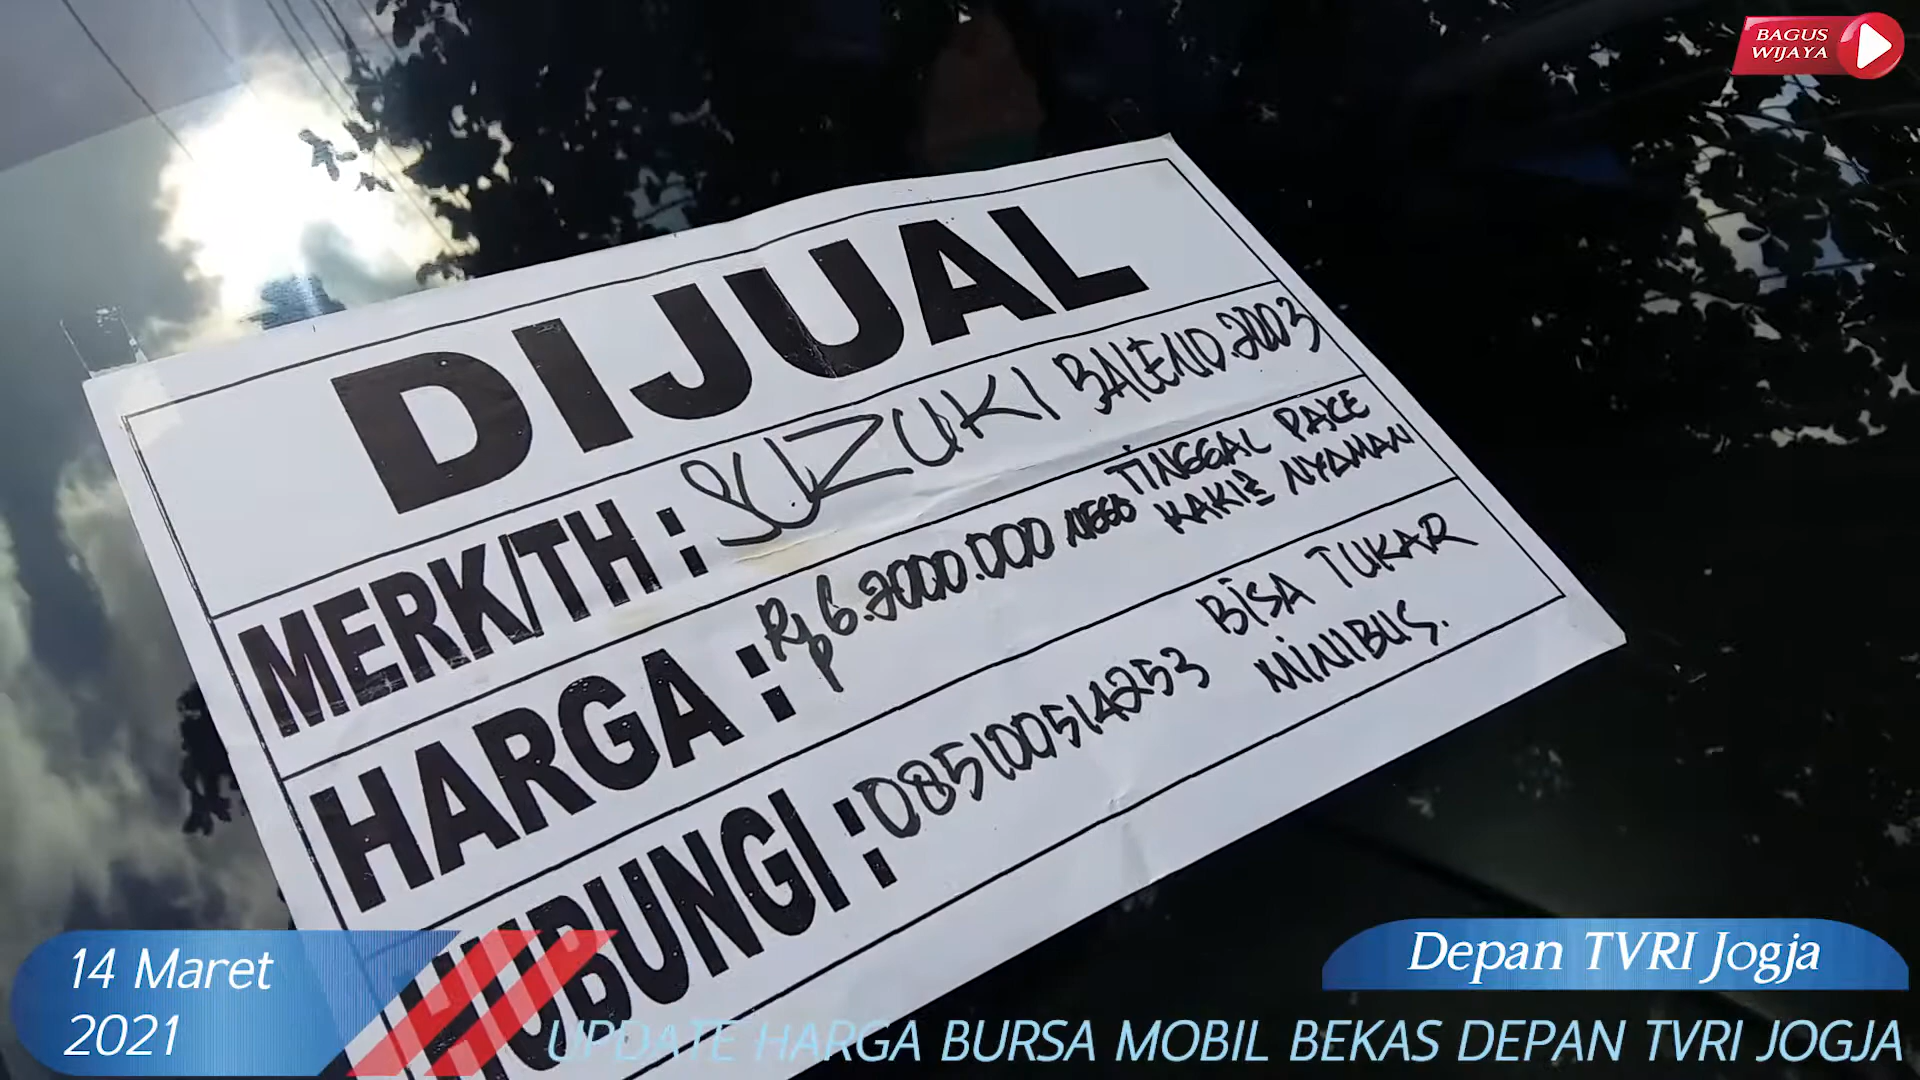 BAGUS
WIJAYA
DIJUAL
MERK/TH : SUZUKI BALENO.2003
HARGA : Rp 6.2000.000 NEGO TINGGAL PAKE
KAKI2 NYAMAN
HUBUNGI : 085100514253 BISA TUKAR
MINIBUS.
14 Maret
2021
Depan TVRI Jogja
UPDATE HARGA BURSA MOBIL BEKAS DEPAN TVRI JOGJA